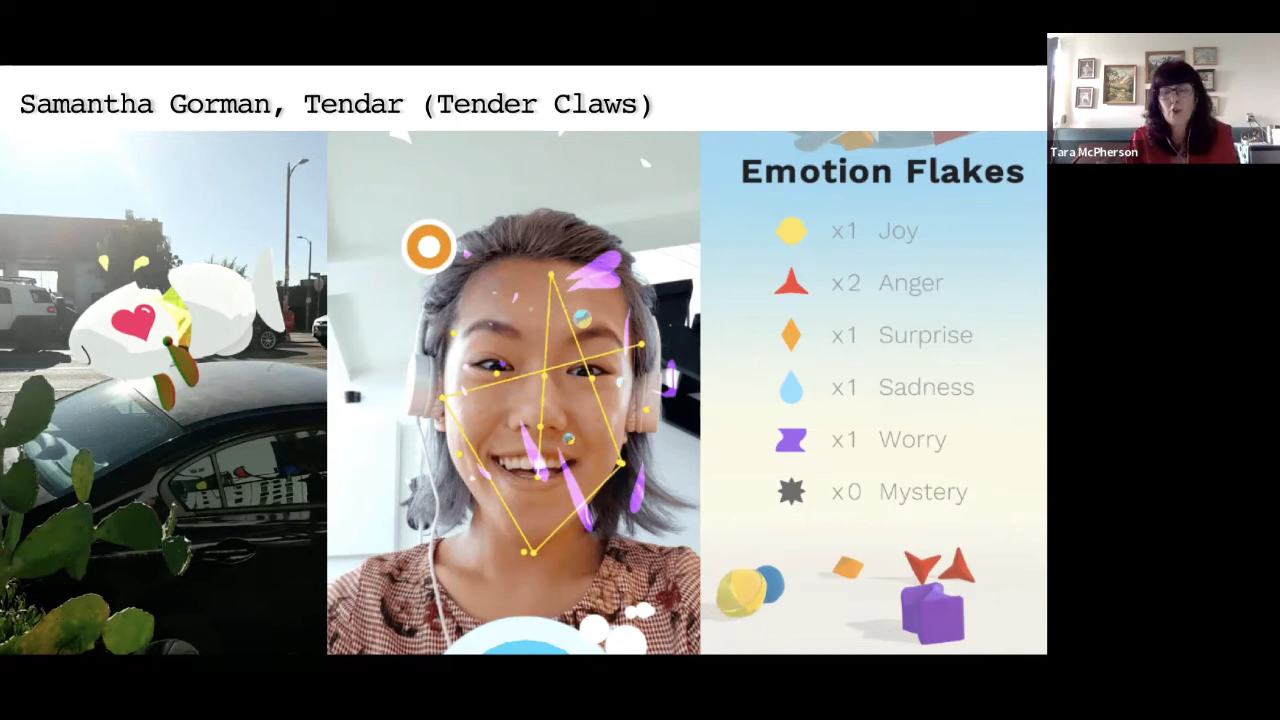 Samantha Gorman, Tendar (Tender Claws)
Tara McPherson
Emotion Flakes
x1 Joy
x2 Anger
x1 Surprise
x1 Sadness
x1 Worry
x0 Mystery